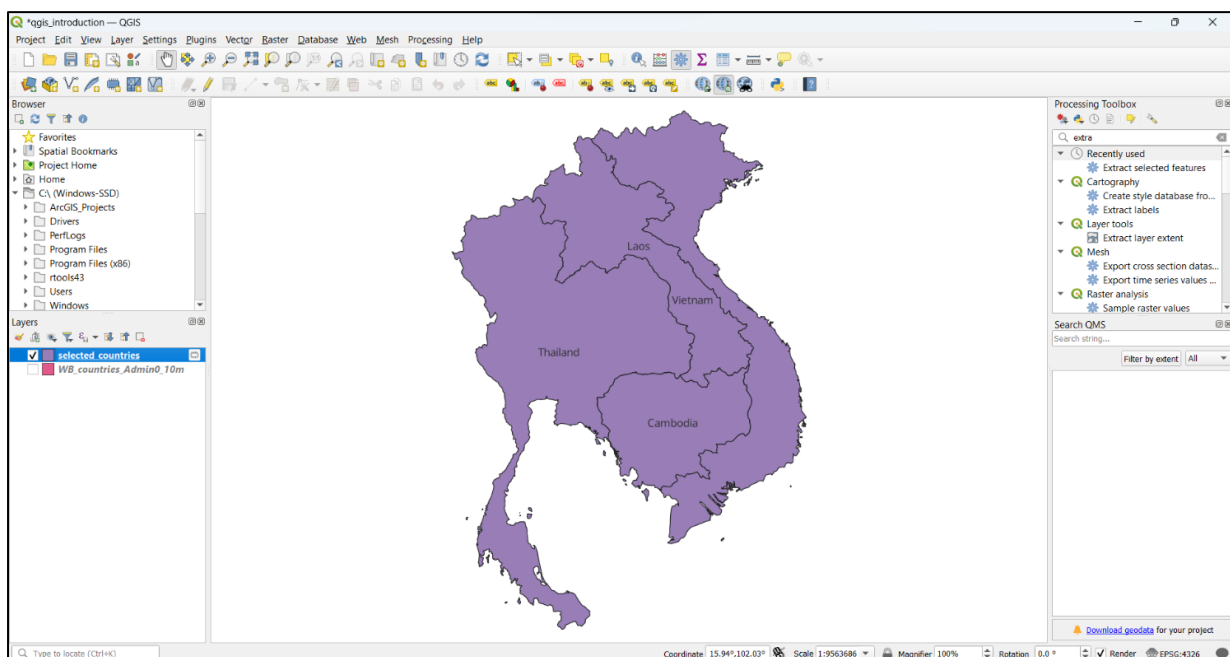 *qgis_introduction — QGIS
Project Edit View Layer Settings Plugins Vector Raster Database Web Mesh Processing Help
Browser
Favorites
Spatial Bookmarks
Project Home
Home
C:\ (Windows-SSD)
ArcGIS_Projects
Drivers
PerfLogs
Program Files
Program Files (x86)
rtools43
Users
Windows
Layers
selected_countries
WB_countries_Admin0_10m
Laos
Vietnam
Thailand
Cambodia
Processing Toolbox
extra
Recently used
Extract selected features
Cartography
Create style database fro...
Extract labels
Layer tools
Extract layer extent
Mesh
Export cross section datas...
Export time series values ...
Raster analysis
Sample raster values
Search QMS
Search string...
Filter by extent All
Download geodata for your project
Type to locate (Ctrl+K)
Coordinate 15.94°,102.03° Scale 1:9563686 Magnifier 100% Rotation 0.0 ° Render EPSG:4326